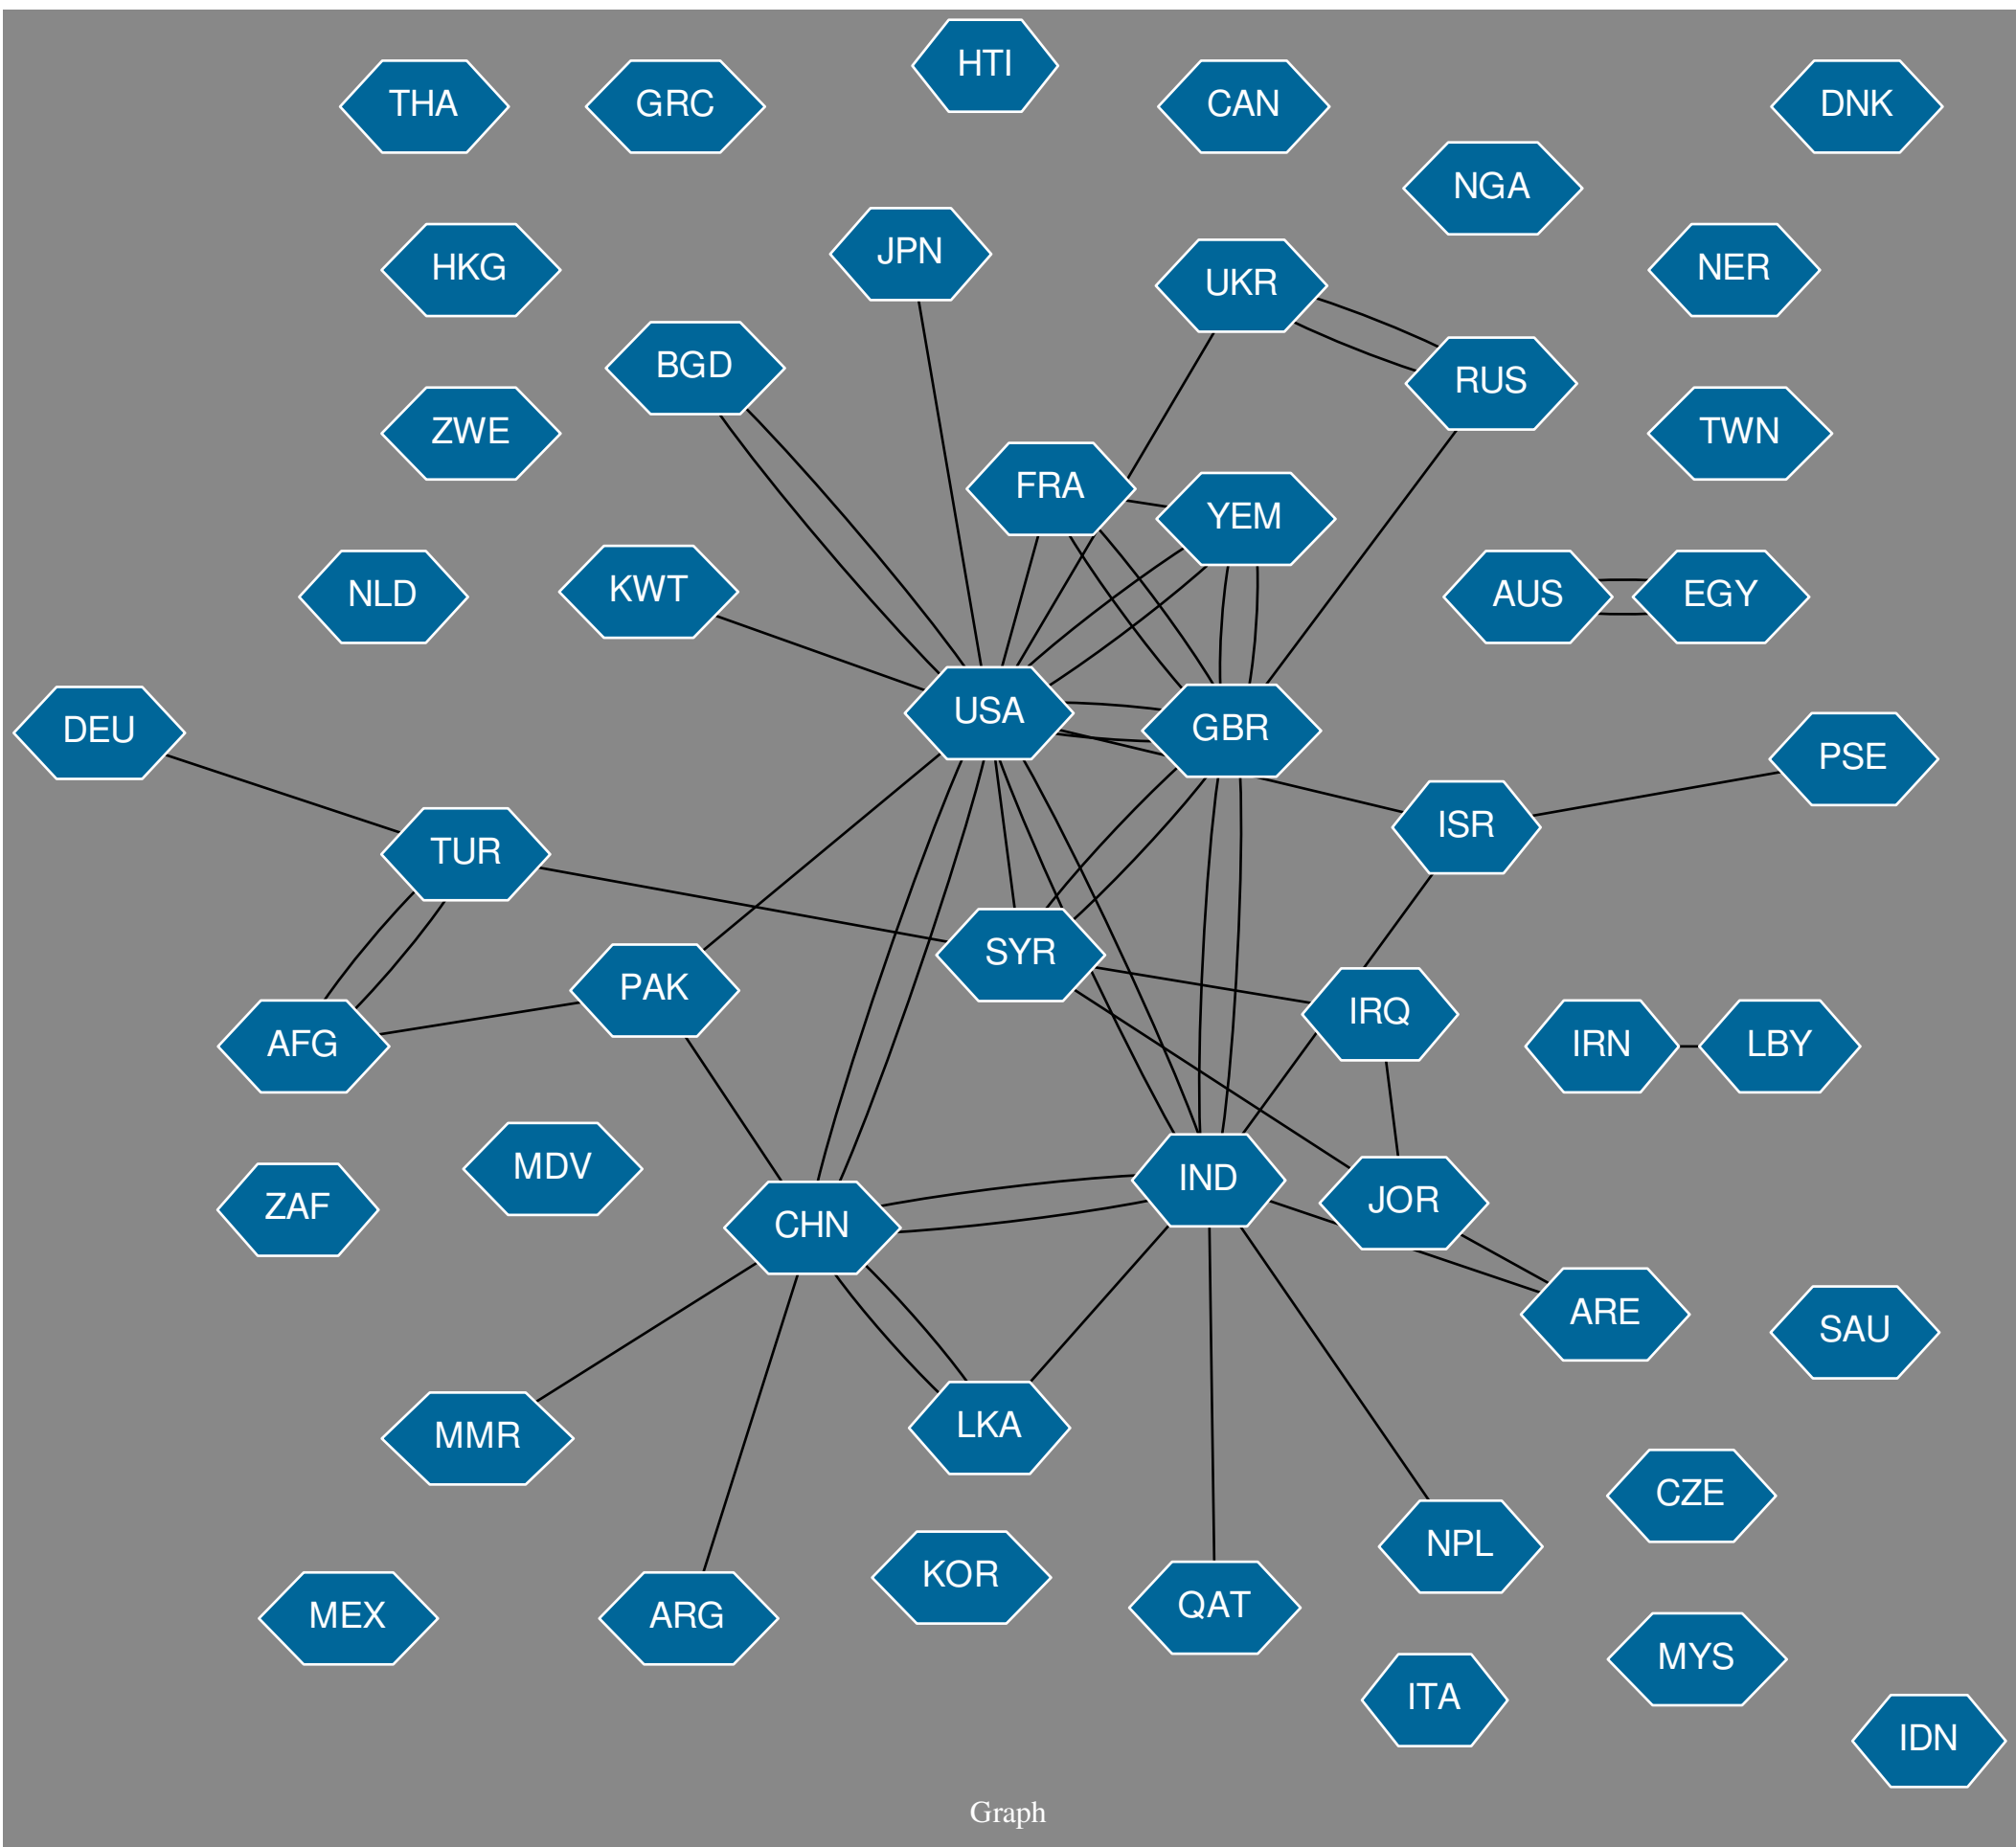 HTI
THA
GRC
CAN
DNK
NGA
JPN
HKG
UKR
NER
BGD
RUS
ZWE
TWN
FRA
YEM
NLD
KWT
AUS
EGY
USA
GBR
DEU
PSE
ISR
TUR
SYR
PAK
IRQ
AFG
IRN
LBY
MDV
IND
ZAF
JOR
CHN
ARE
SAU
LKA
MMR
CZE
NPL
KOR
QAT
MEX
ARG
MYS
ITA
IDN
Graph